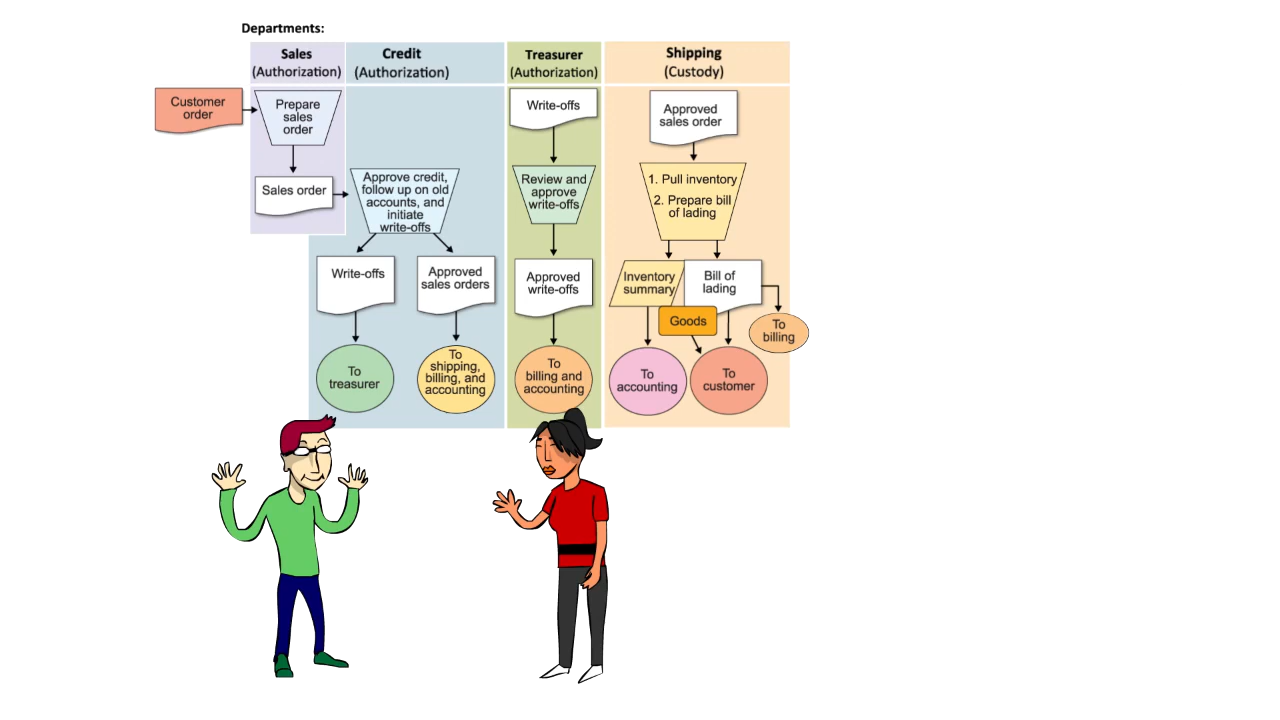 Departments:
Sales
(Authorization)
Credit
(Authorization)
Treasurer
(Authorization)
Shipping
(Custody)
Customer
order
Prepare
sales
order
Sales order
Approve credit,
follow up on old
accounts, and
initiate
write-offs
Write-offs
Approved
sales orders
To
treasurer
To
shipping,
billing, and
accounting
Write-offs
Review and
approve
write-offs
Approved
write-offs
To
billing and
accounting
Approved
sales order
1. Pull inventory
2. Prepare bill
of lading
Inventory
summary
Bill of
lading
Goods
To
billing
To
accounting
To
customer